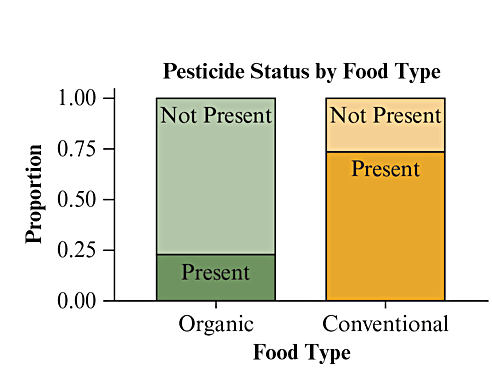 Pesticide Status by Food Type
1.00
Not Present
Not Present
0.75
Present
Proportion
0.50
0.25
Present
0.00
Organic
Conventional
Food Type